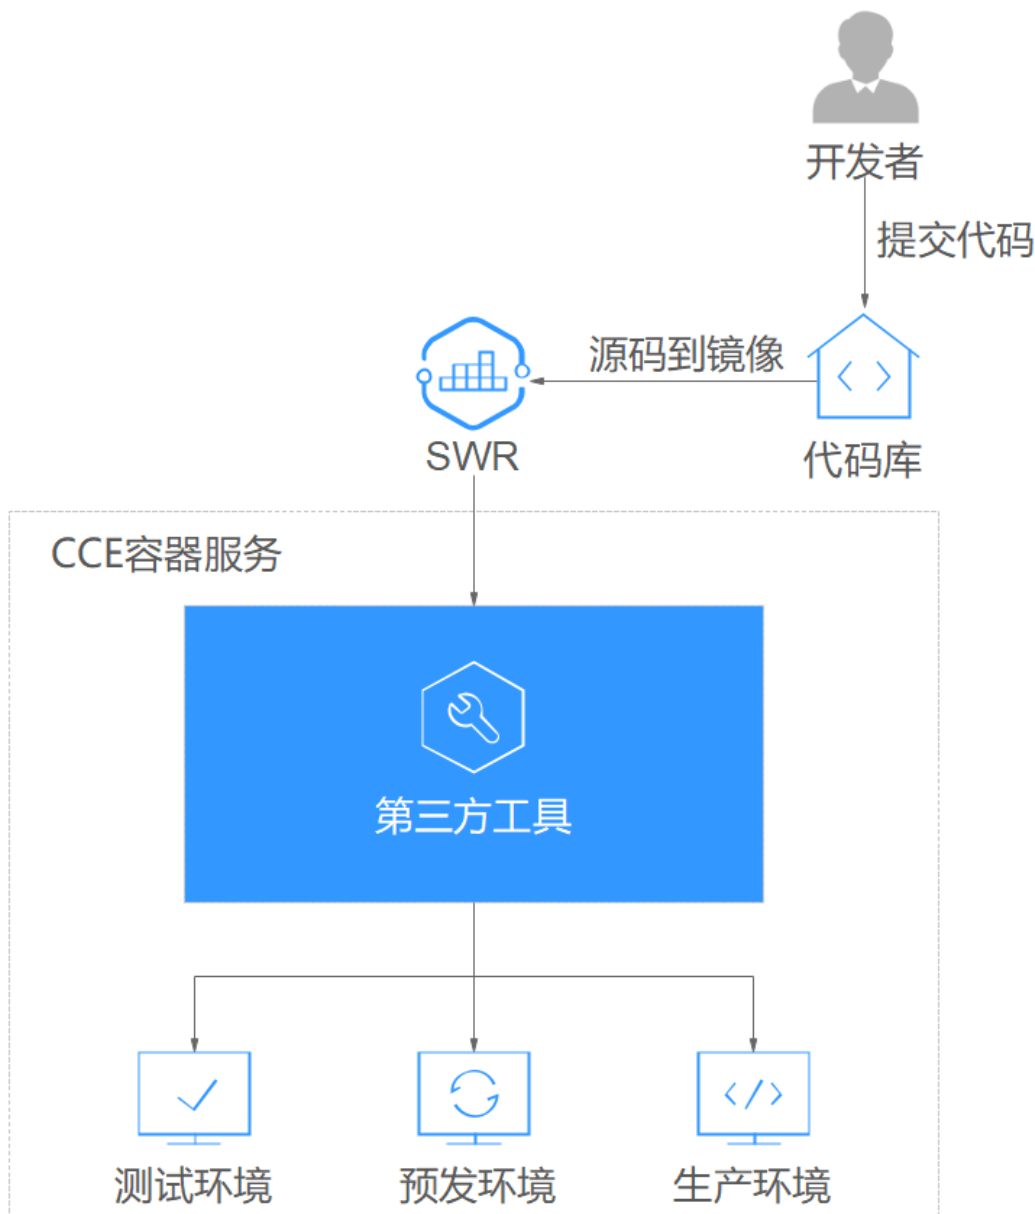 开发者
提交代码
源码到镜像
SWR
代码库
CCE容器服务
第三方工具
测试环境
预发环境
生产环境